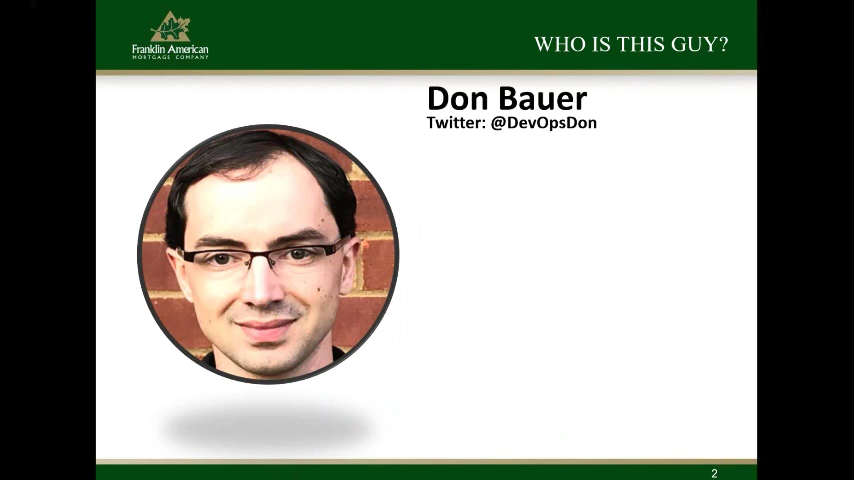 Franklin American
MORTGAGE COMPANY
WHO IS THIS GUY?
Don Bauer
Twitter: @DevOpsDon
2